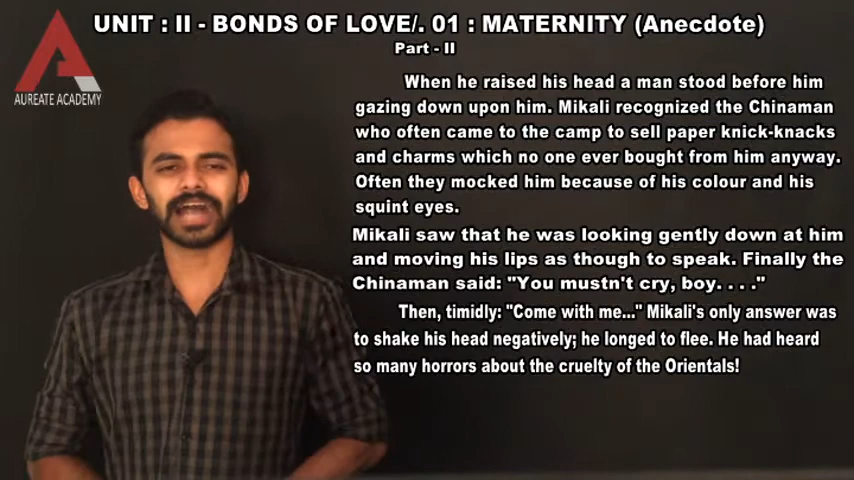 UNIT : II - BONDS OF LOVE/. 01 : MATERNITY (Anecdote)
Part - II
AUREATE ACADEMY
When he raised his head a man stood before him
gazing down upon him. Mikali recognized the Chinaman
who often came to the camp to sell paper knick-knacks
and charms which no one ever bought from him anyway.
Often they mocked him because of his colour and his
squint eyes.
Mikali saw that he was looking gently down at him
and moving his lips as though to speak. Finally the
Chinaman said: "You mustn't cry, boy. . . ."
Then, timidly: "Come with me..." Mikali's only answer was
to shake his head negatively; he longed to flee. He had heard
so many horrors about the cruelty of the Orientals!